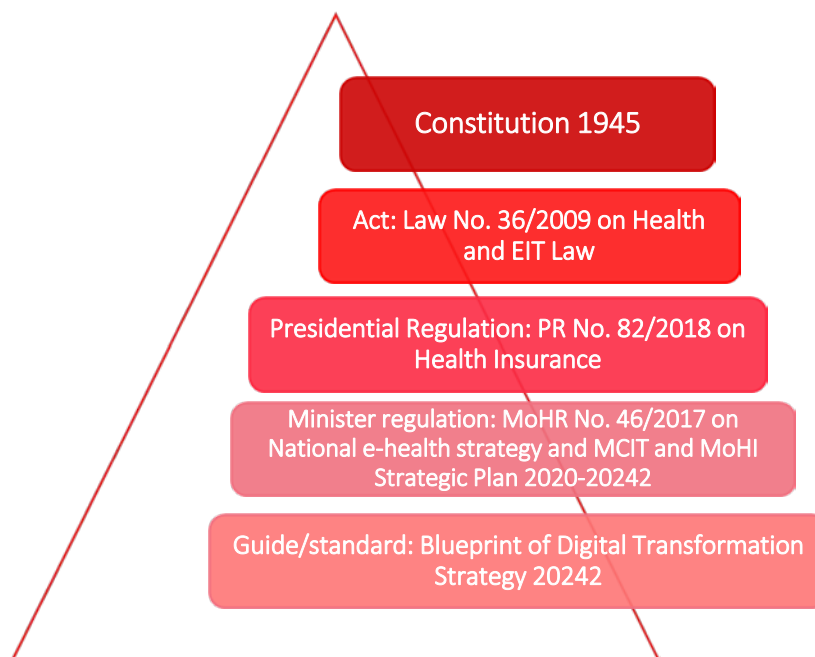 Constitution 1945
Act: Law No. 36/2009 on Health
and EIT Law
Presidential Regulation: PR No. 82/2018 on
Health Insurance
Minister regulation: MoHR No. 46/2017 on
National e-health strategy and MCIT and MoHI
Strategic Plan 2020-20242
Guide/standard: Blueprint of Digital Transformation
Strategy 20242